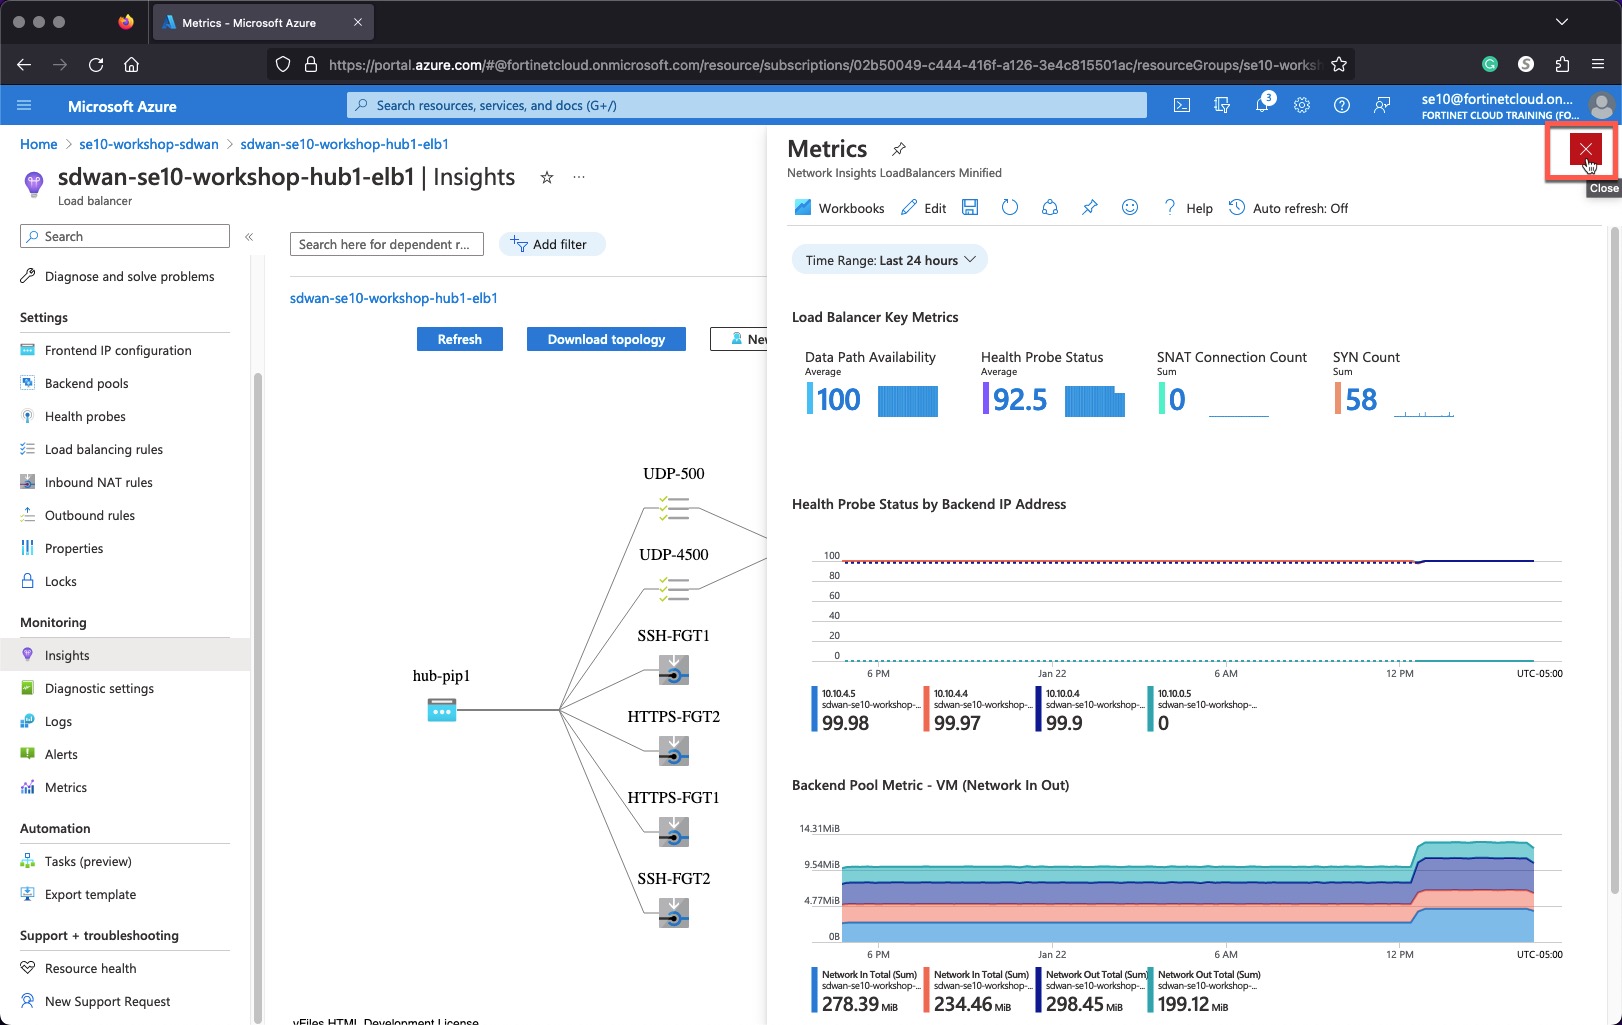 Metrics - Microsoft Azure
https://portal.azure.com/#@fortinetcloud.onmicrosoft.com/resource/subscriptions/02b50049-c444-416f-a126-3e4c815501ac/resourceGroups/se10-worksh
Microsoft Azure
Search resources, services, and docs (G+/)
3
se10@fortinetcloud.on...
FORTINET CLOUD TRAINING (FO...
Home > se10-workshop-sdwan > sdwan-se10-workshop-hub1-elb1
sdwan-se10-workshop-hub1-elb1 | Insights
Load balancer
Search
Diagnose and solve problems
Settings
Frontend IP configuration
Backend pools
Health probes
Load balancing rules
Inbound NAT rules
Outbound rules
Properties
Locks
Monitoring
Insights
Diagnostic settings
Logs
Alerts
Metrics
Automation
Tasks (preview)
Export template
Support + troubleshooting
Resource health
New Support Request
Search here for dependent r...
Add filter
sdwan-se10-workshop-hub1-elb1
Refresh
Download topology
New
UDP-500
UDP-4500
SSH-FGT1
hub-pip1
HTTPS-FGT2
HTTPS-FGT1
SSH-FGT2
yFiles HTML Development License
Metrics
Network Insights LoadBalancers Minified
Close
Workbooks Edit Help Auto refresh: Off
Time Range: Last 24 hours
Load Balancer Key Metrics
Data Path Availability
Average
100
Health Probe Status
Average
92.5
SNAT Connection Count
Sum
0
SYN Count
Sum
58
Health Probe Status by Backend IP Address
100
80
60
40
20
0
6 PM Jan 22 6 AM 12 PM UTC-05:00
10.10.4.5
sdwan-se10-workshop-...
99.98
10.10.4.4
sdwan-se10-workshop-...
99.97
10.10.0.4
sdwan-se10-workshop-...
99.9
10.10.0.5
sdwan-se10-workshop-...
0
Backend Pool Metric - VM (Network In Out)
14.31MiB
9.54MiB
4.77MiB
0B
6 PM Jan 22 6 AM 12 PM UTC-05:00
Network In Total (Sum)
sdwan-se10-workshop-...
278.39 MiB
Network In Total (Sum)
sdwan-se10-workshop-...
234.46 MiB
Network Out Total (Sum)
sdwan-se10-workshop-...
298.45 MiB
Network Out Total (Sum)
sdwan-se10-workshop-...
199.12 MiB